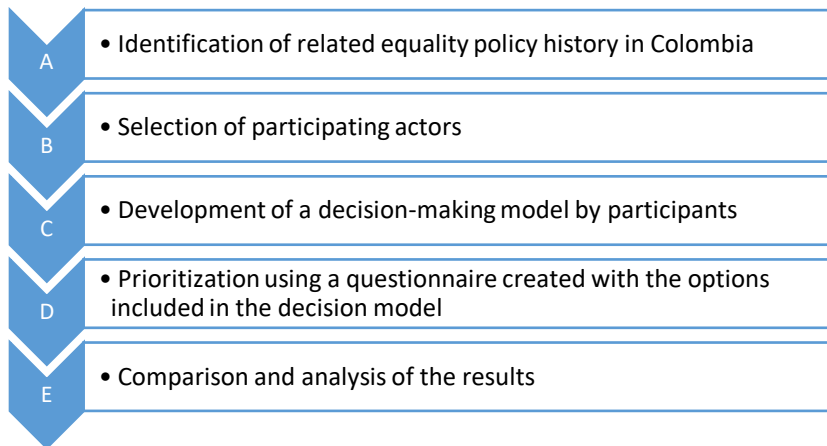 A
• Identification of related equality policy history in Colombia
B
• Selection of participating actors
C
• Development of a decision-making model by participants
D
• Prioritization using a questionnaire created with the options
included in the decision model
E
• Comparison and analysis of the results